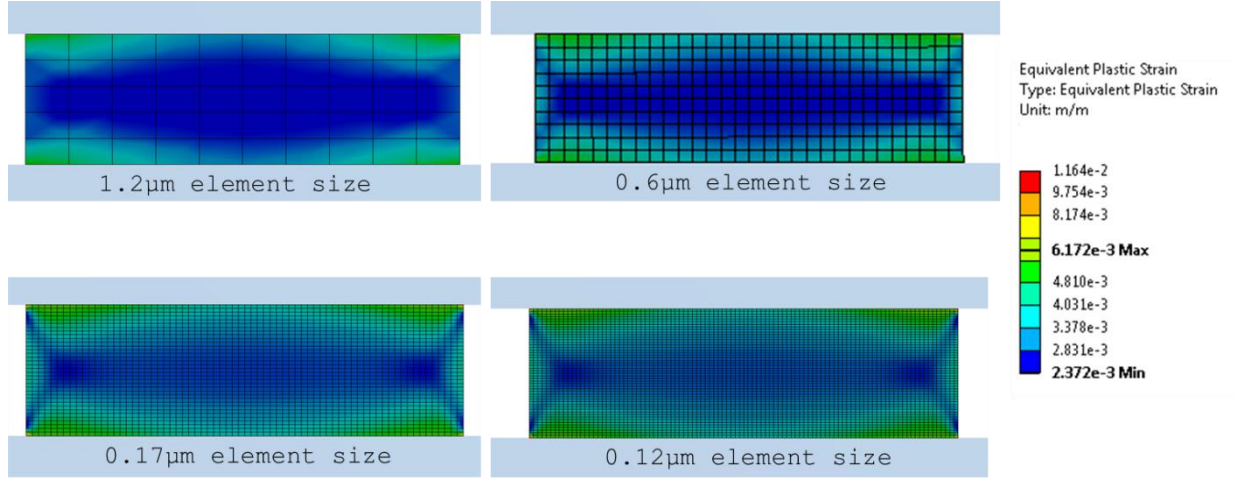 1.2µm element size
0.6µm element size
Equivalent Plastic Strain
Type: Equivalent Plastic Strain
Unit: m/m
1.164e-2
9.754e-3
8.174e-3
6.172e-3 Max
4.810e-3
4.031e-3
3.378e-3
2.831e-3
2.372e-3 Min
0.17µm element size
0.12µm element size